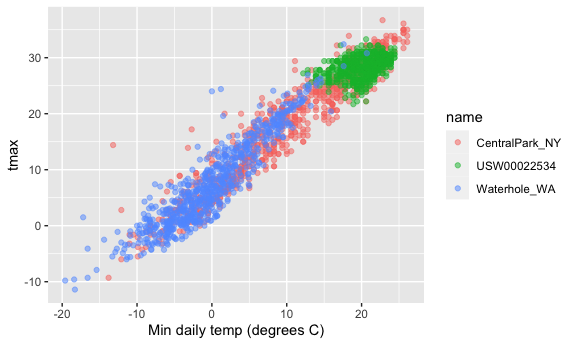 30
20
10
0
-10
tmax
-20
-10
0
10
20
Min daily temp (degrees C)
name
CentralPark_NY
USW00022534
Waterhole_WA